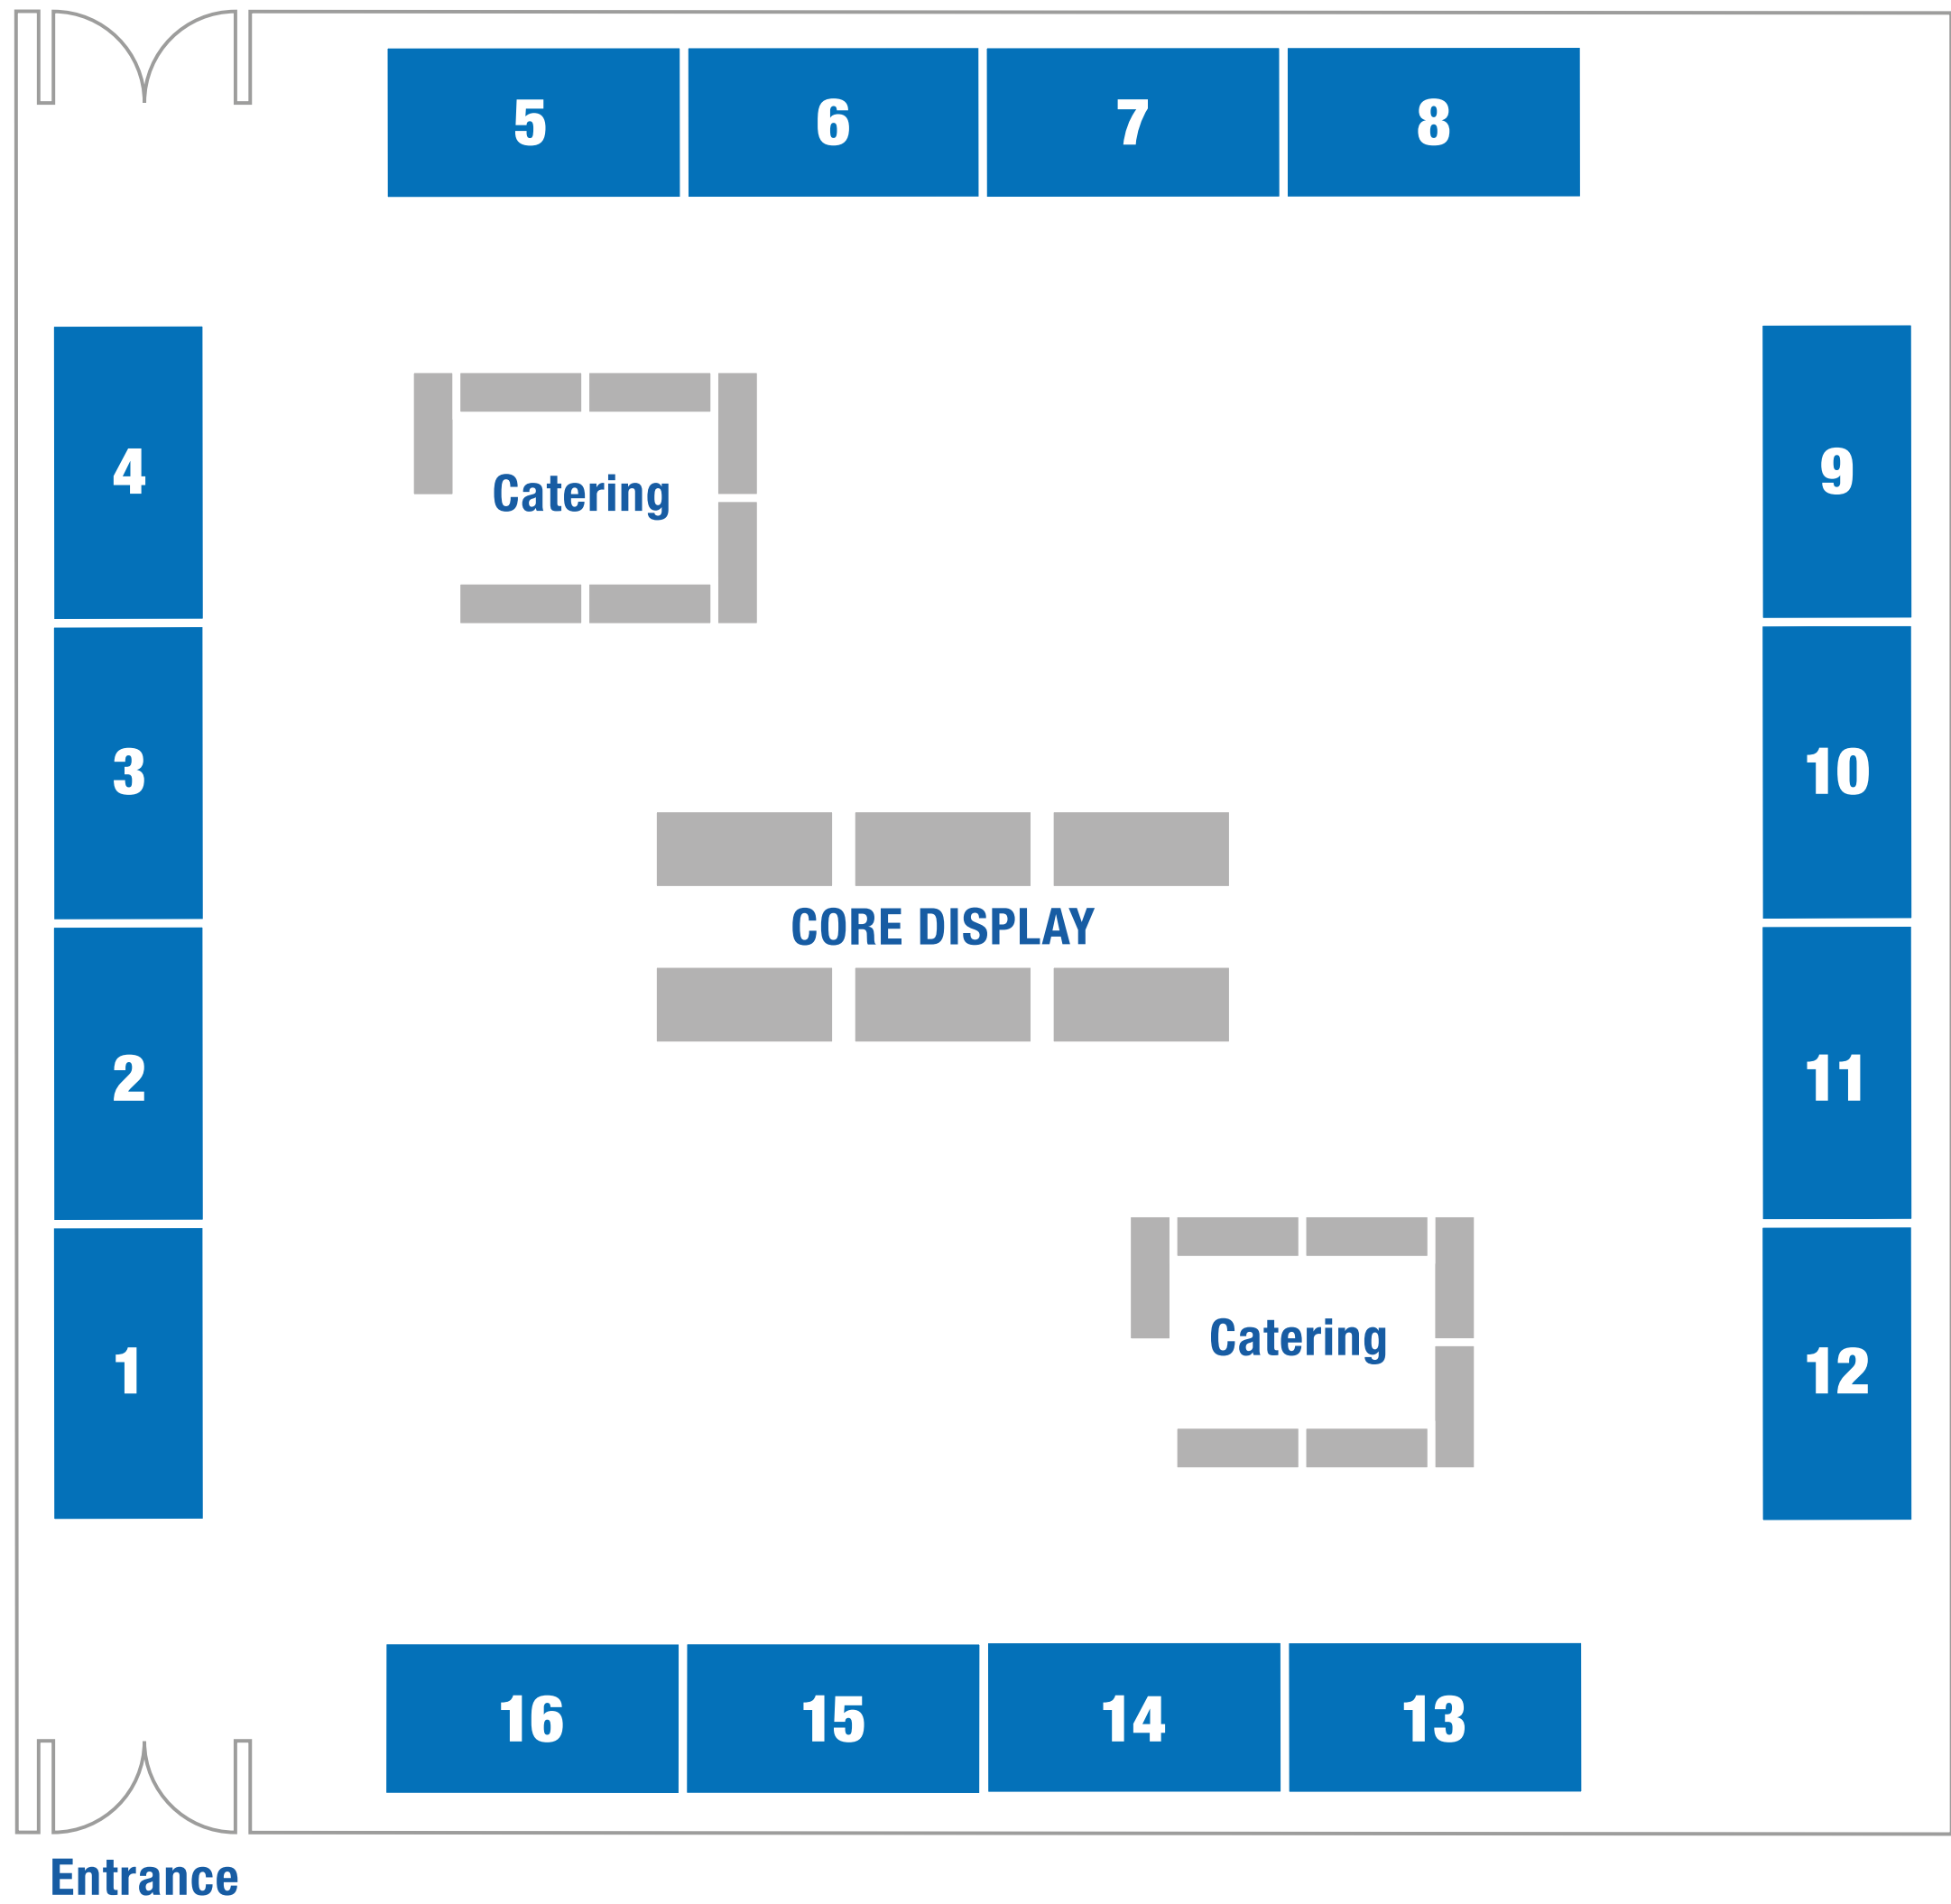 5 6 7 8
4 Catering 9
3 10
CORE DISPLAY
2 11
1 Catering 12
16 15 14 13
Entrance